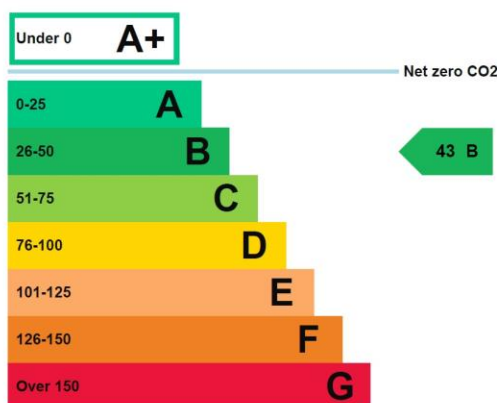 Under 0 A+
Net zero CO2
0-25 A
26-50 B
43 B
51-75 C
76-100 D
101-125 E
126-150 F
Over 150 G